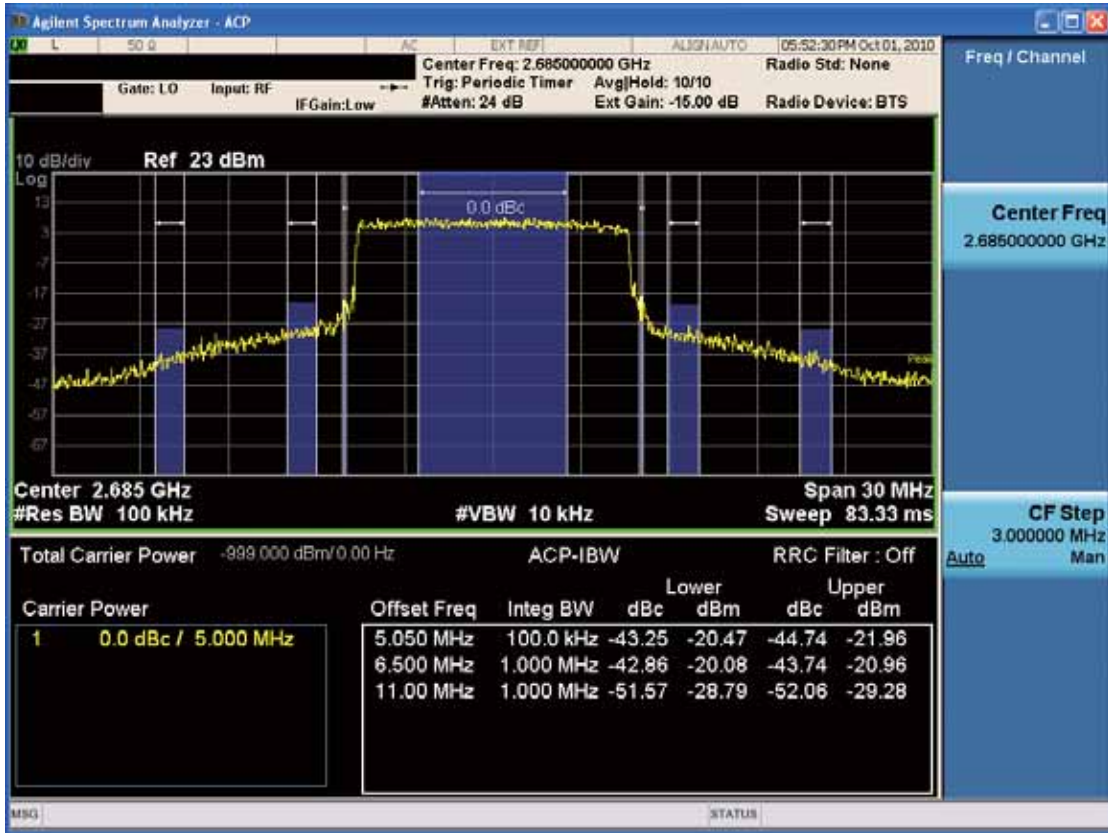 Agilent Spectrum Analyzer - ACP
L 50 Ω AC EXT REF ALIGN AUTO 05:52:30 PM Oct 01, 2010
Center Freq: 2.685000000 GHz Radio Std: None
Gate: LO Input: RF Trig: Periodic Timer Avg|Hold: 10/10
IFGain:Low #Atten: 24 dB Ext Gain: -15.00 dB Radio Device: BTS
Freq / Channel
10 dB/div Ref 23 dBm
Log
13
3
-7
-17
-27
-37
-47
-57
-67
0.0 dBc
Peak
Center 2.685 GHz Span 30 MHz
#Res BW 100 kHz #VBW 10 kHz Sweep 83.33 ms
Center Freq
2.685000000 GHz
CF Step
3.000000 MHz
Auto Man
Total Carrier Power -999.000 dBm/ 0.00 Hz ACP-IBW RRC Filter : Off
Lower Upper
Carrier Power Offset Freq Integ BW dBc dBm dBc dBm
1 0.0 dBc / 5.000 MHz
5.050 MHz 100.0 kHz -43.25 -20.47 -44.74 -21.96
6.500 MHz 1.000 MHz -42.86 -20.08 -43.74 -20.96
11.00 MHz 1.000 MHz -51.57 -28.79 -52.06 -29.28
MSG STATUS